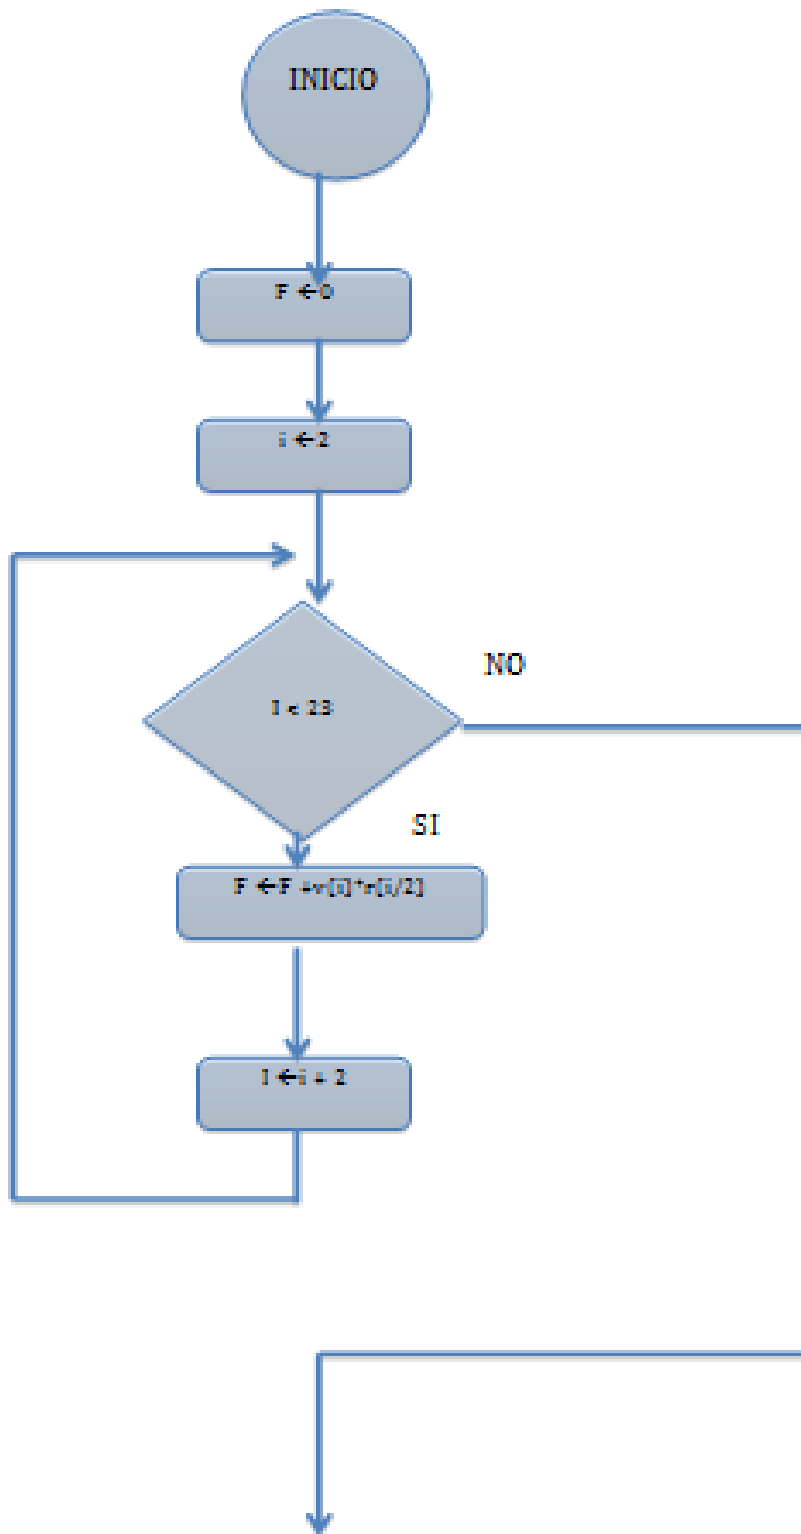 INICIO
F ←0
i ←2
I < 23
NO
SI
F ←F +v[i]*v[i/2]
I ←i + 2